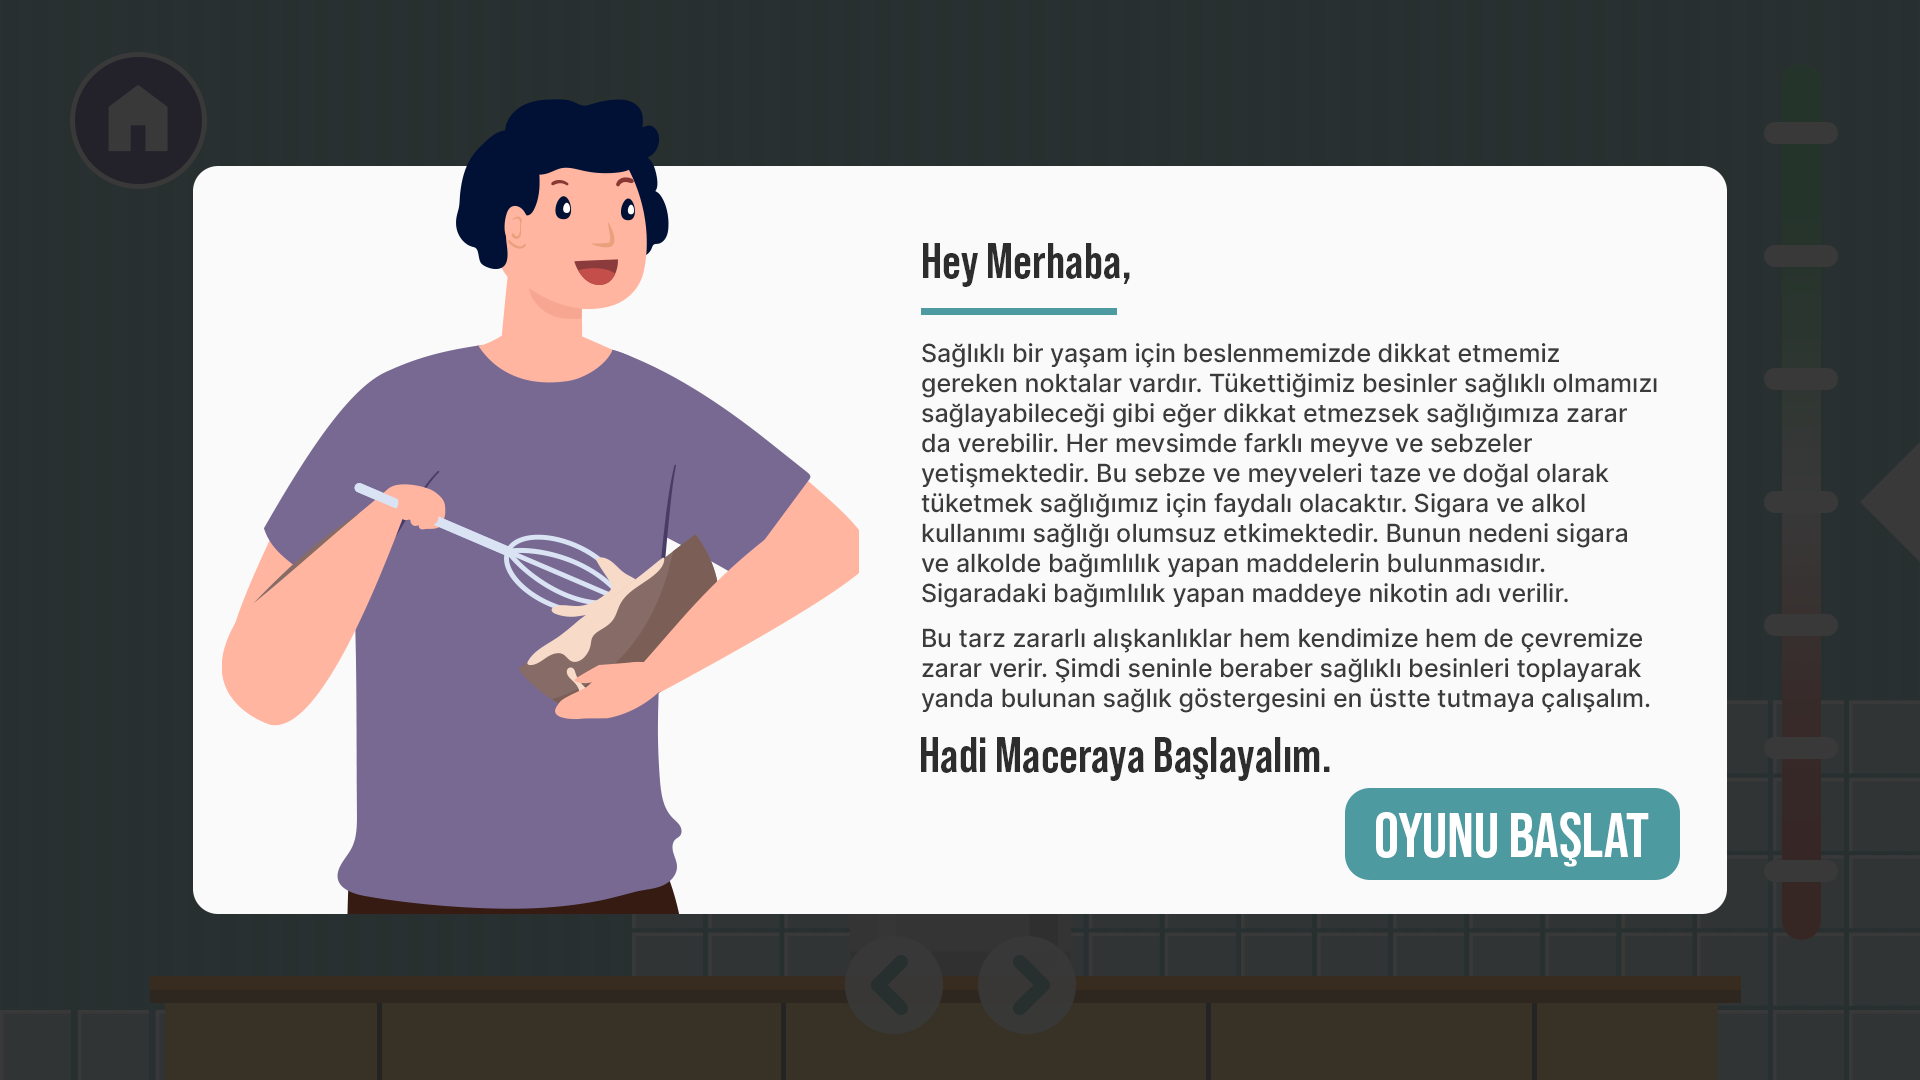 Hey Merhaba,
Sağlıklı bir yaşam için beslenmemizde dikkat etmemiz
gereken noktalar vardır. Tükettiğimiz besinler sağlıklı olmamızı
sağlayabileceği gibi eğer dikkat etmezsek sağlığımıza zarar
da verebilir. Her mevsimde farklı meyve ve sebzeler
yetişmektedir. Bu sebze ve meyveleri taze ve doğal olarak
tüketmek sağlığımız için faydalı olacaktır. Sigara ve alkol
kullanımı sağlığı olumsuz etkimektedir. Bunun nedeni sigara
ve alkolde bağımlılık yapan maddelerin bulunmasıdır.
Sigaradaki bağımlılık yapan maddeye nikotin adı verilir.
Bu tarz zararlı alışkanlıklar hem kendimize hem de çevremize
zarar verir. Şimdi seninle beraber sağlıklı besinleri toplayarak
yanda bulunan sağlık göstergesini en üstte tutmaya çalışalım.
Hadi Maceraya Başlayalım.
OYUNU BAŞLAT